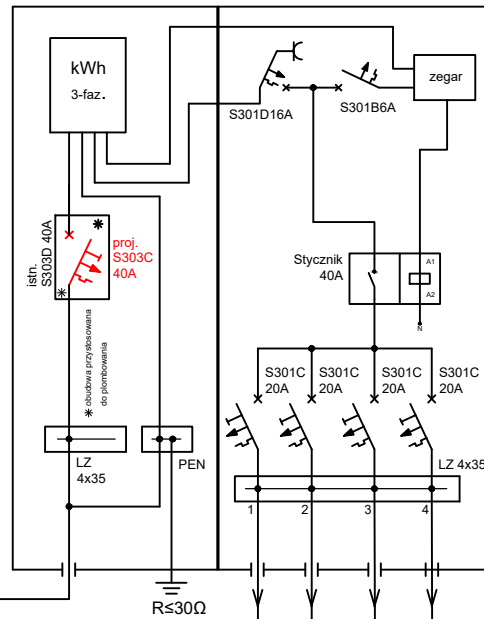 kWh
3-faz.
zegar
S301D16A
S301B6A
istn.
S303D 40A
proj.
S303C
40A
Stycznik
40A
A1
A2
N
* obudowa przystosowana
do plombowania
S301C
20A
S301C
20A
S301C
20A
S301C
20A
LZ
4x35
PEN
LZ 4x35
1
2
3
4
R≤30Ω